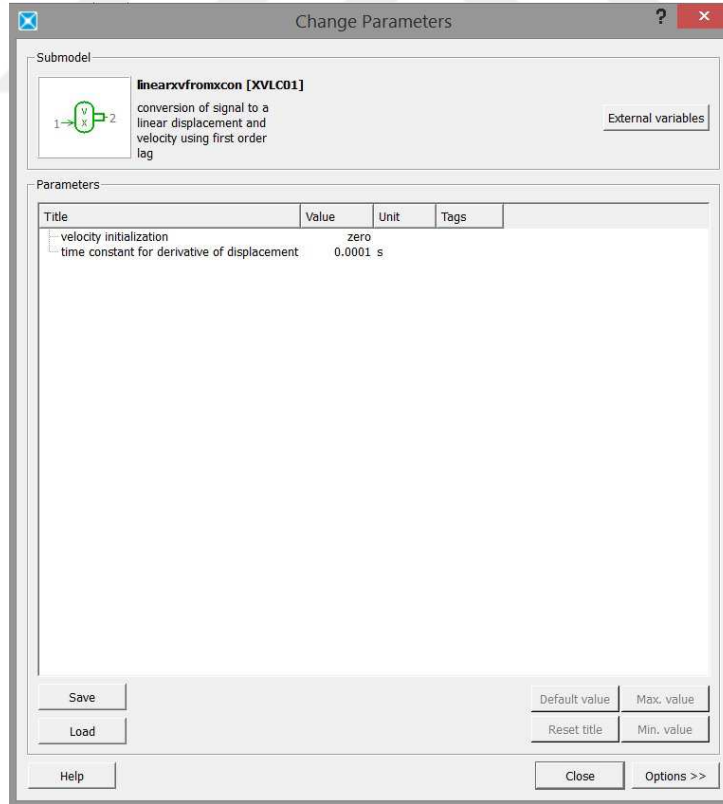 Change Parameters
?
Submodel
linearxvfromxcon [XVLC01]
1 V X 2
conversion of signal to a
linear displacement and
velocity using first order
lag
External variables
Parameters
Title Value Unit Tags
velocity initialization zero
time constant for derivative of displacement 0.0001 s
Save Default value Max. value
Load Reset title Min. value
Help Close Options >>